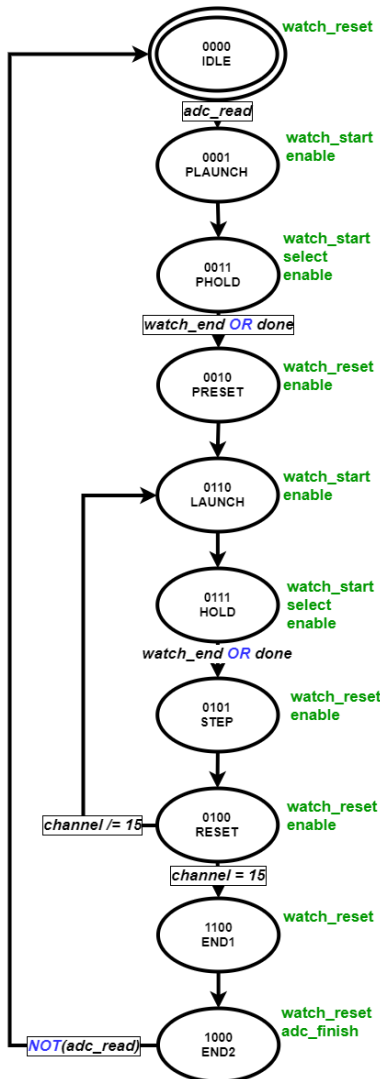 watch_reset
0000
IDLE
adc_read
watch_start
enable
0001
PLAUNCH
watch_start
select
enable
0011
PHOLD
watch_end OR done
watch_reset
enable
0010
PRESET
watch_start
enable
0110
LAUNCH
watch_start
select
enable
0111
HOLD
watch_end OR done
watch_reset
enable
0101
STEP
watch_reset
enable
0100
RESET
channel /= 15
channel = 15
watch_reset
1100
END1
watch_reset
adc_finish
1000
END2
NOT(adc_read)